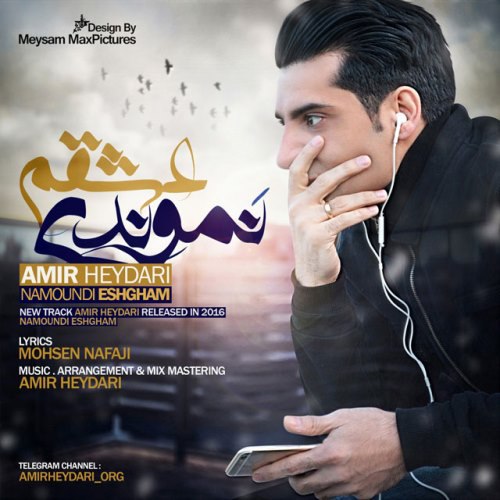 Design By
Meysam MaxPictures
عشقم
نَموندی
AMIR HEYDARI
NAMOUNDI ESHGHAM
NEW TRACK AMIR HEYDARI RELEASED IN 2016
NAMOUNDI ESHGHAM
LYRICS
MOHSEN NAFAJI
MUSIC . ARRANGEMENT & MIX MASTERING
AMIR HEYDARI
TELEGRAM CHANNEL :
AMIRHEYDARI_ORG